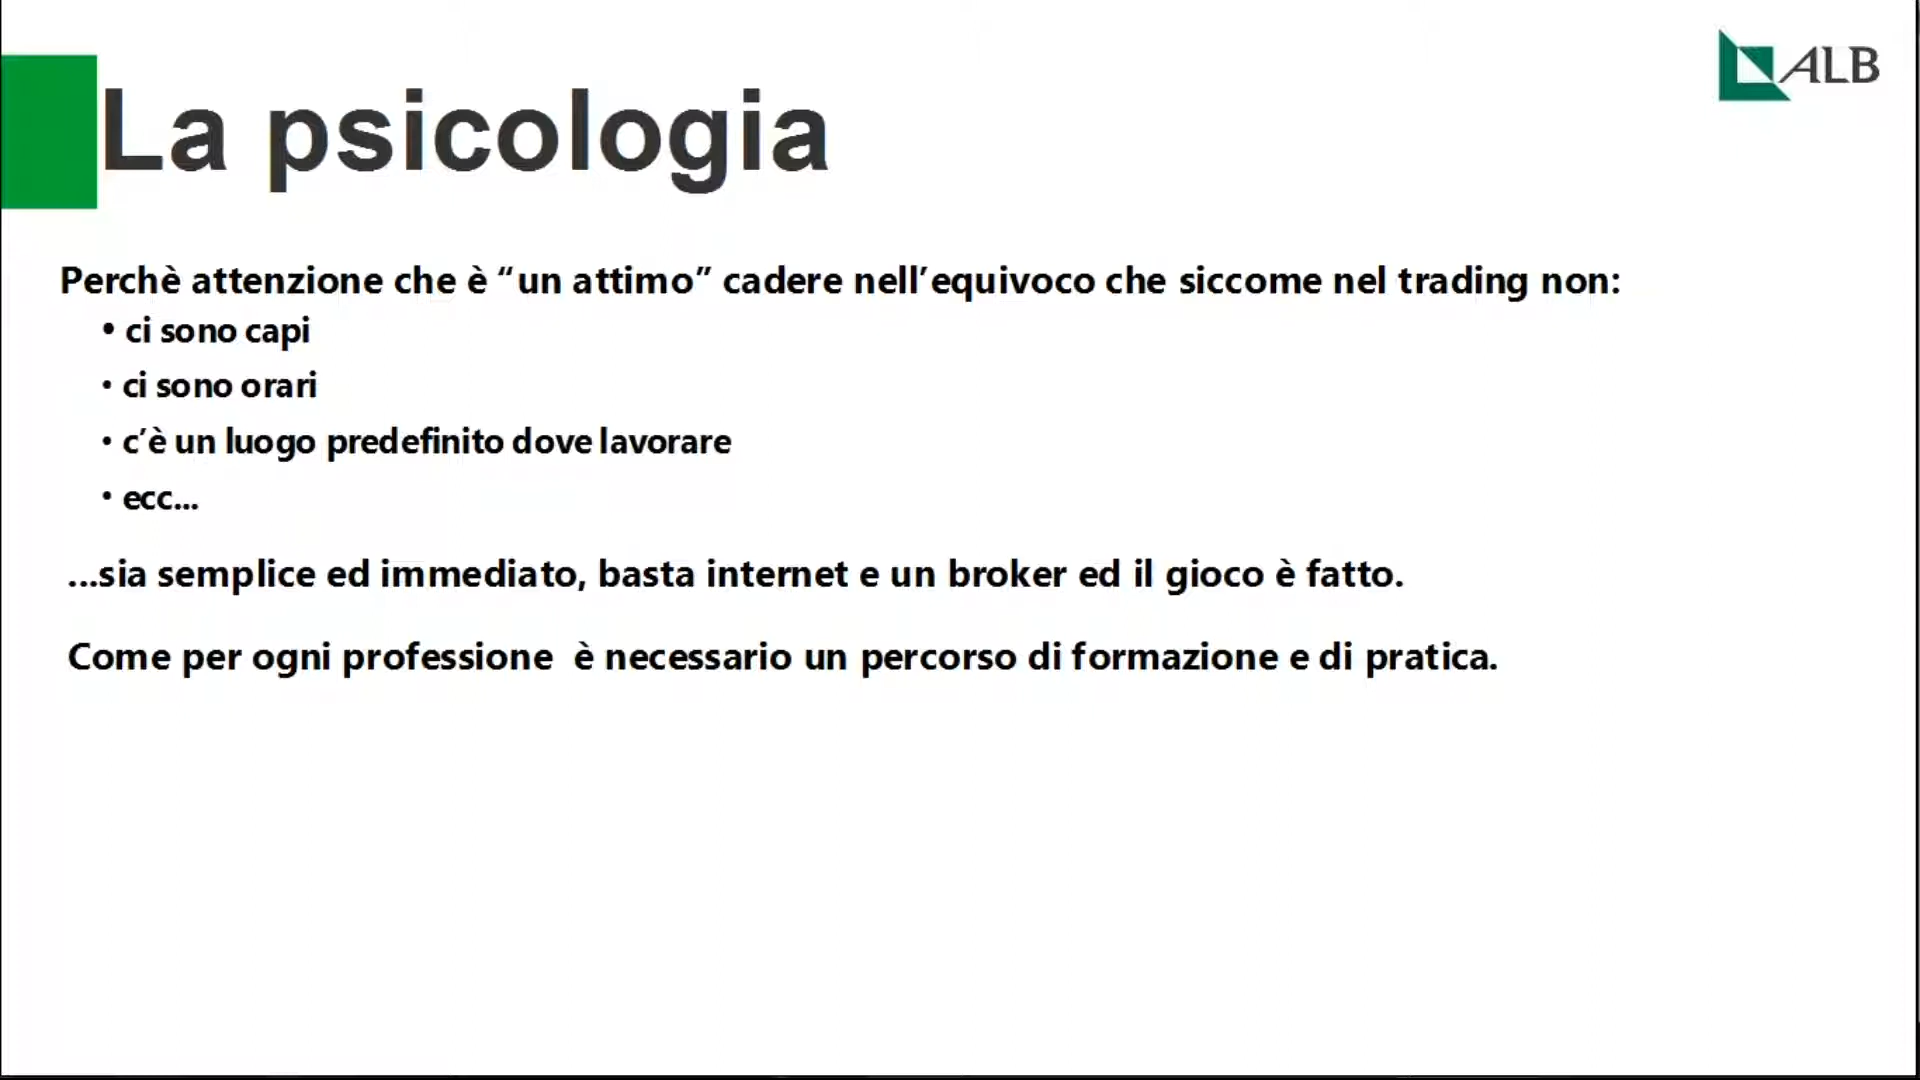 ALB
La psicologia
Perchè attenzione che è “un attimo” cadere nell’equivoco che siccome nel trading non:
• ci sono capi
• ci sono orari
• c’è un luogo predefinito dove lavorare
• ecc...
...sia semplice ed immediato, basta internet e un broker ed il gioco è fatto.
Come per ogni professione  è necessario un percorso di formazione e di pratica.